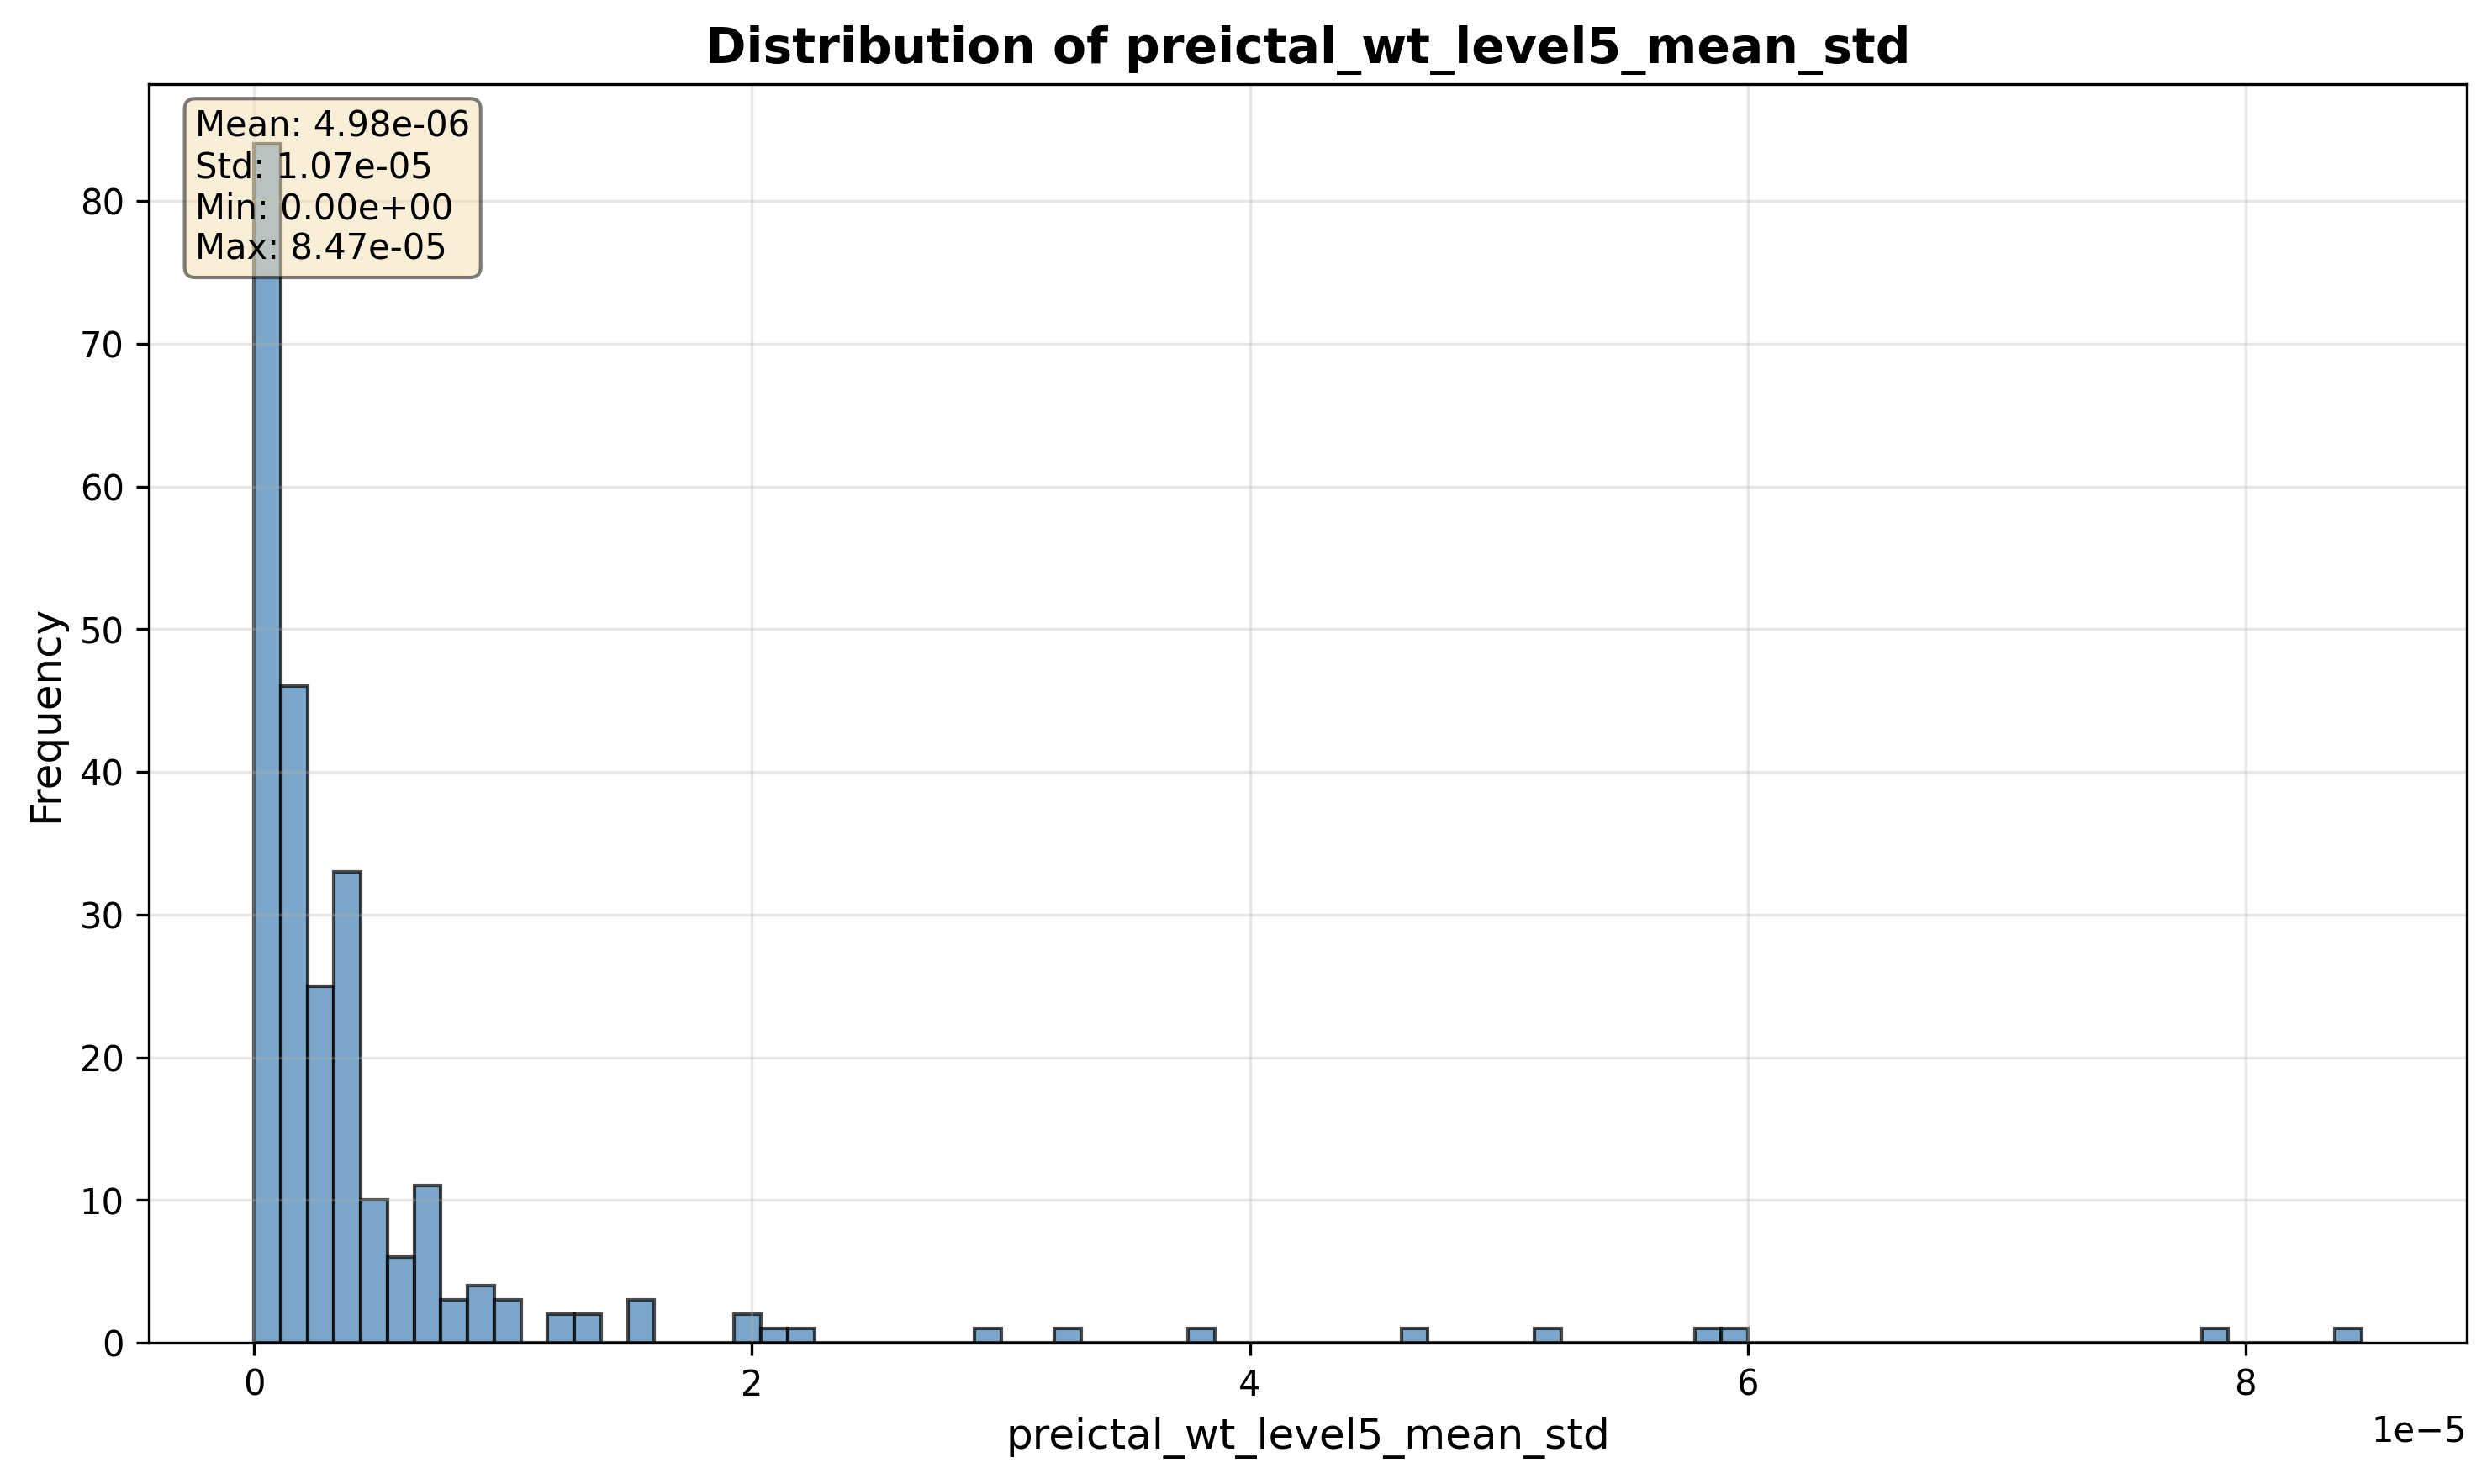 Distribution of preictal_wt_level5_mean_std
Mean: 4.98e-06
Std: 1.07e-05
Min: 0.00e+00
Max: 8.47e-05
80
70
60
50
40
30
20
10
0
Frequency
0 2 4 6 8
1e−5
preictal_wt_level5_mean_std